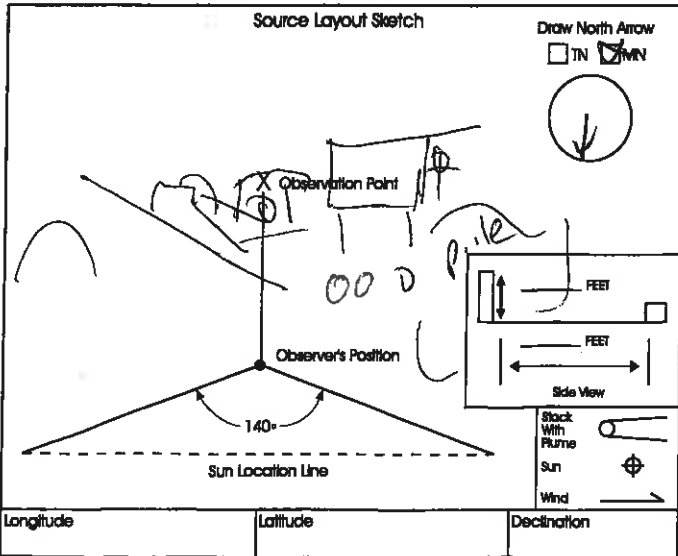 Source Layout Sketch
Draw North Arrow
TN MN
X Observation Point
Pile
FEET
Observer's Position
FEET
Side View
140°
Sun Location Line
Stack
With
Plume
Sun
Wind
Longitude Latitude Declination